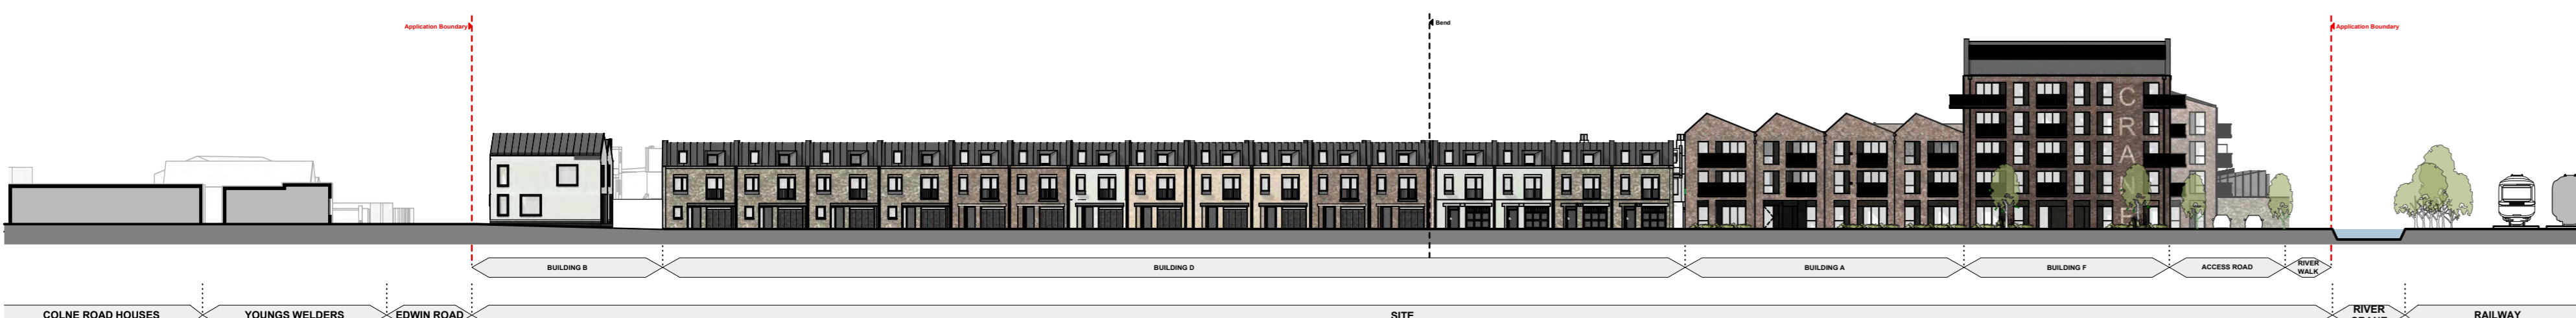 Application Boundary
Bend
Application Boundary
C
R
A
N
E
BUILDING B
BUILDING D
BUILDING A
BUILDING F
ACCESS ROAD
RIVER
WALK
COLNE ROAD HOUSES
YOUNGS WELDERS
EDWIN ROAD
SITE
RIVER
CRANE
RAILWAY